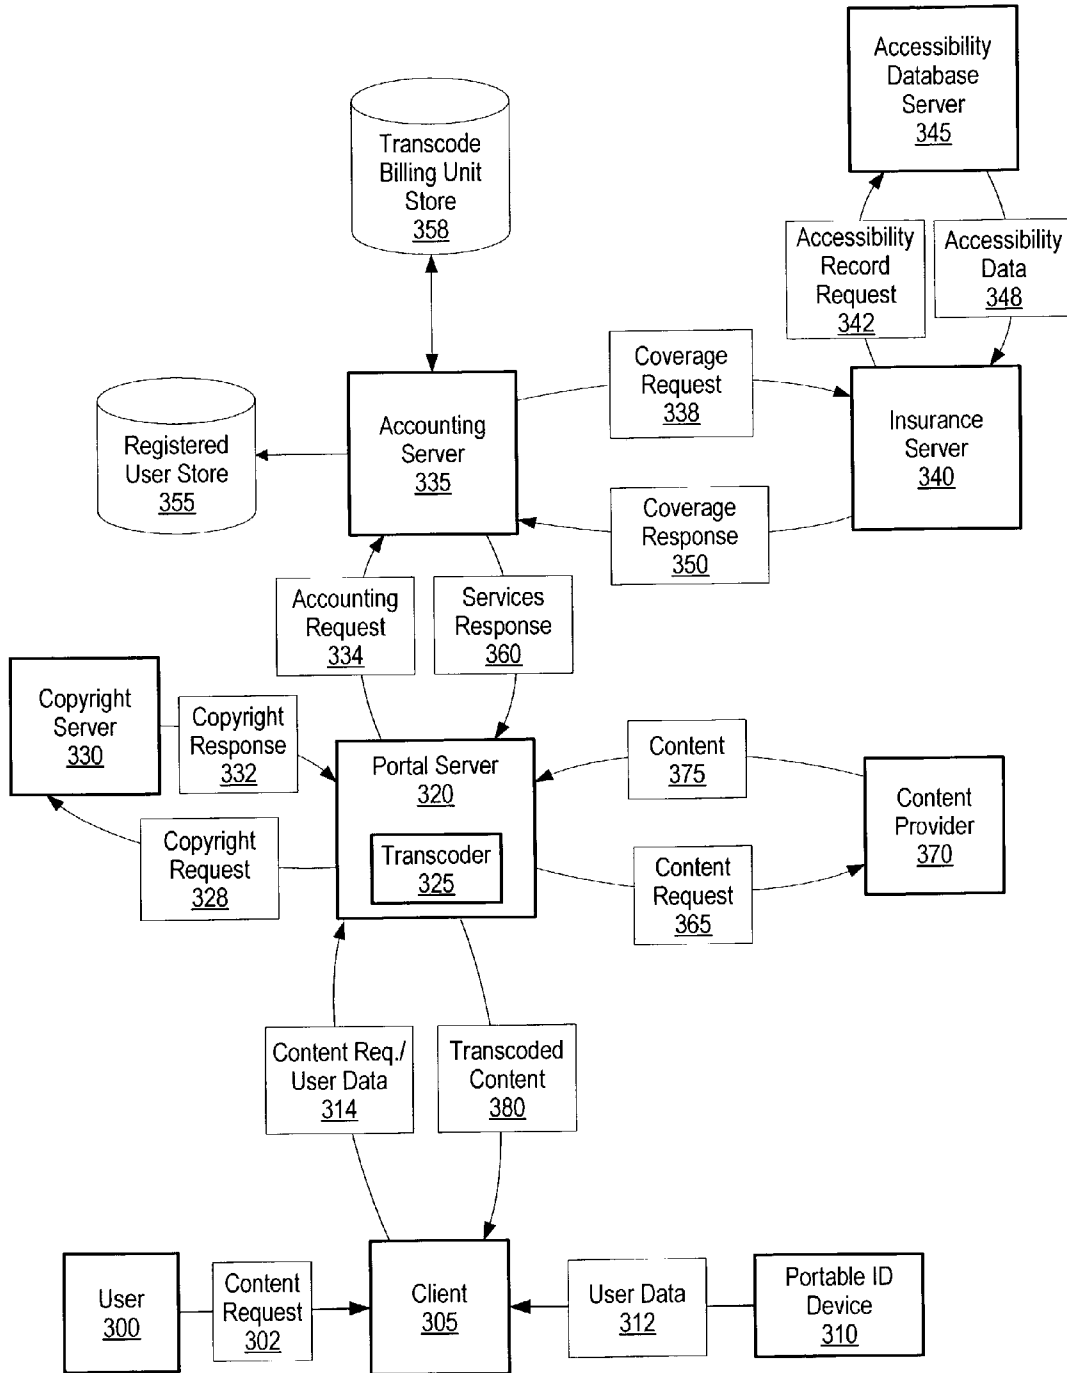 Accessibility
Database
Server
345
Transcode
Billing Unit
Store
358
Accessibility
Record
Request
342
Accessibility
Data
348
Coverage
Request
338
Accounting
Server
335
Insurance
Server
340
Registered
User Store
355
Coverage
Response
350
Accounting
Request
334
Services
Response
360
Copyright
Server
330
Copyright
Response
332
Portal Server
320
Content
375
Content
Provider
370
Copyright
Request
328
Transcoder
325
Content
Request
365
Content Req./
User Data
314
Transcoded
Content
380
User
300
Content
Request
302
Client
305
User Data
312
Portable ID
Device
310